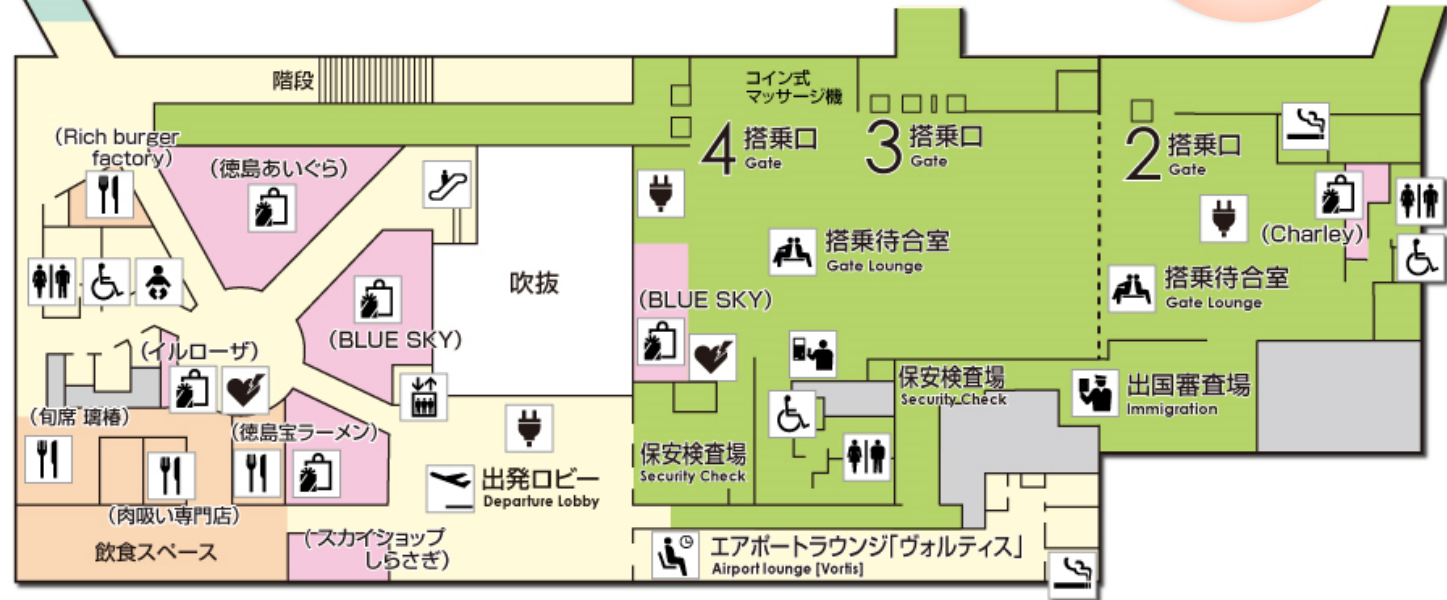 階段
コイン式
マッサージ機
(Rich burger
factory)
(徳島あいぐら)
4 搭乗口
Gate
3 搭乗口
Gate
2 搭乗口
Gate
搭乗待合室
Gate Lounge
(Charley)
搭乗待合室
Gate Lounge
吹抜
(BLUE SKY)
(BLUE SKY)
(イルローザ)
保安検査場
Security Check
出国審査場
Immigration
(旬席 璃椿)
(徳島宝ラーメン)
保安検査場
Security Check
出発ロビー
Departure Lobby
(肉吸い専門店)
飲食スペース
(スカイショップ
しらさぎ)
エアポートラウンジ「ヴォルティス」
Airport lounge [Vortis]